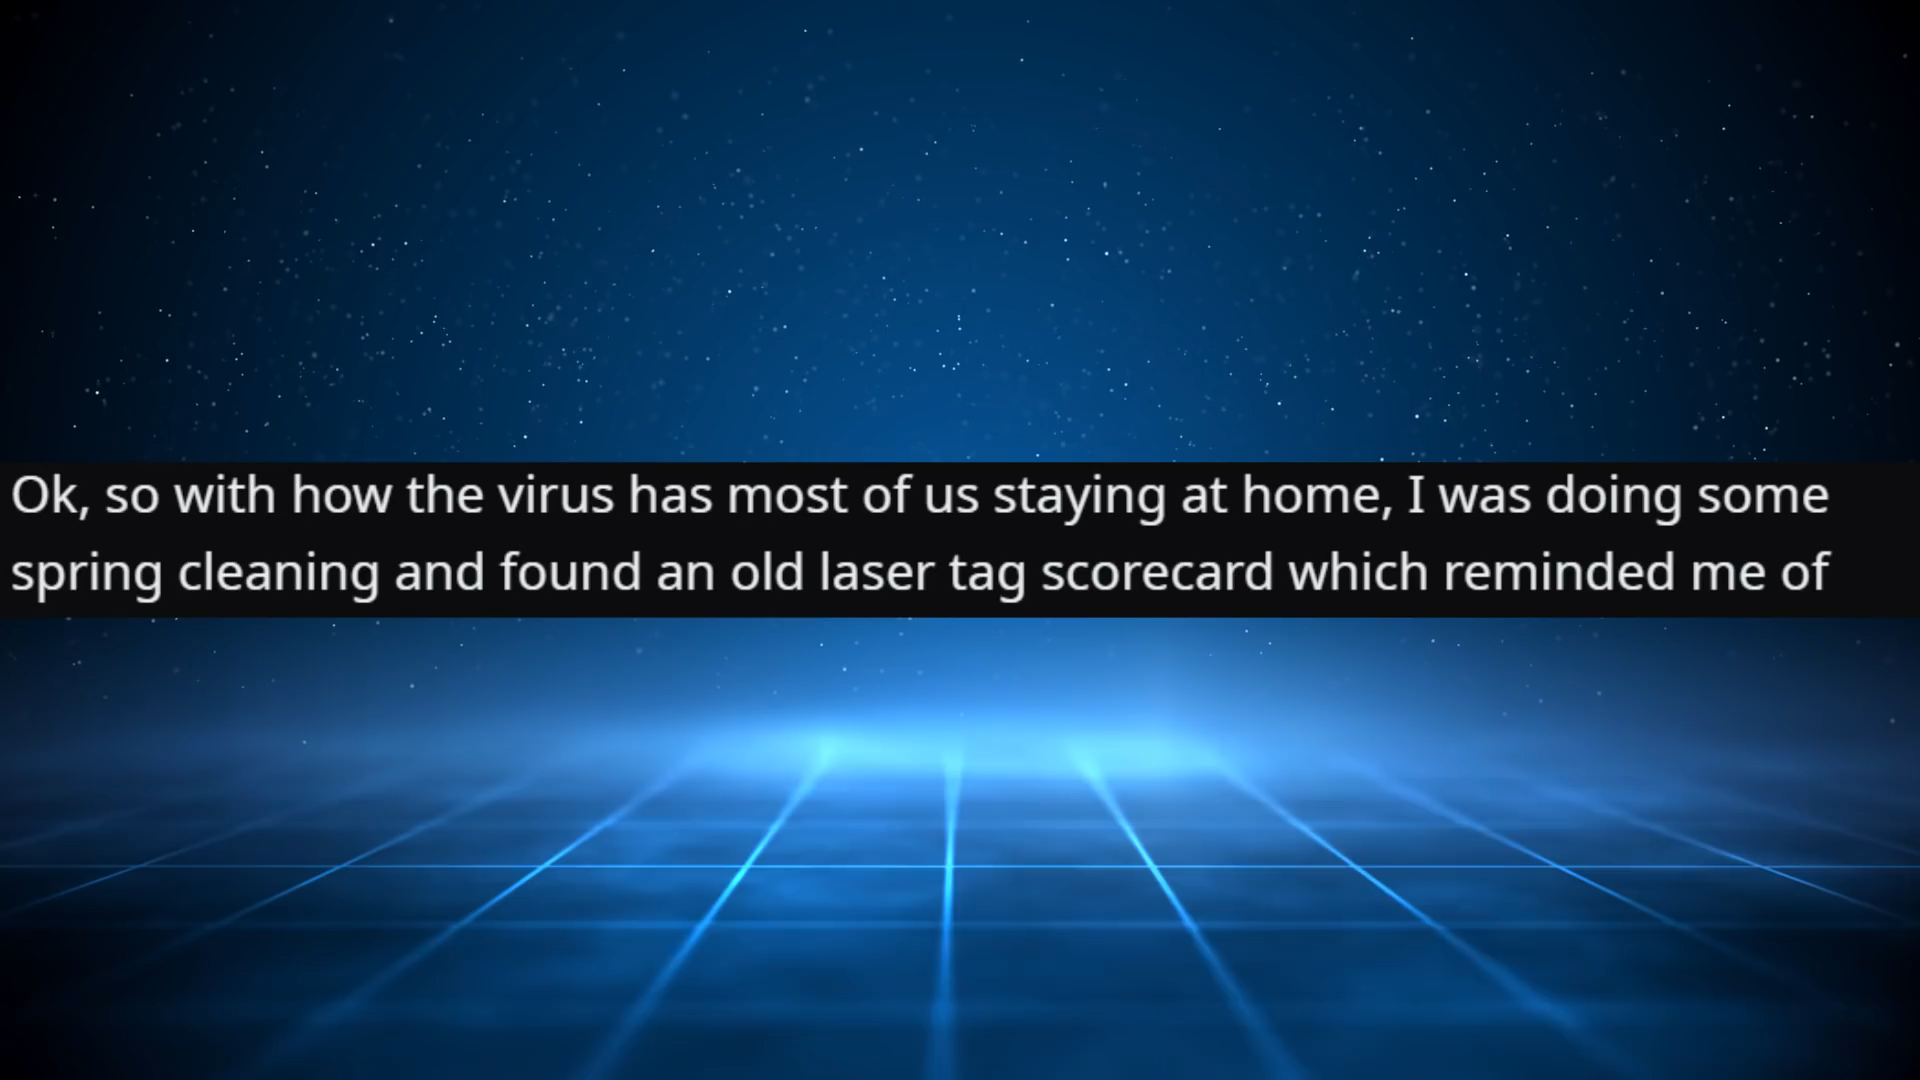 Ok, so with how the virus has most of us staying at home, I was doing some
spring cleaning and found an old laser tag scorecard which reminded me of